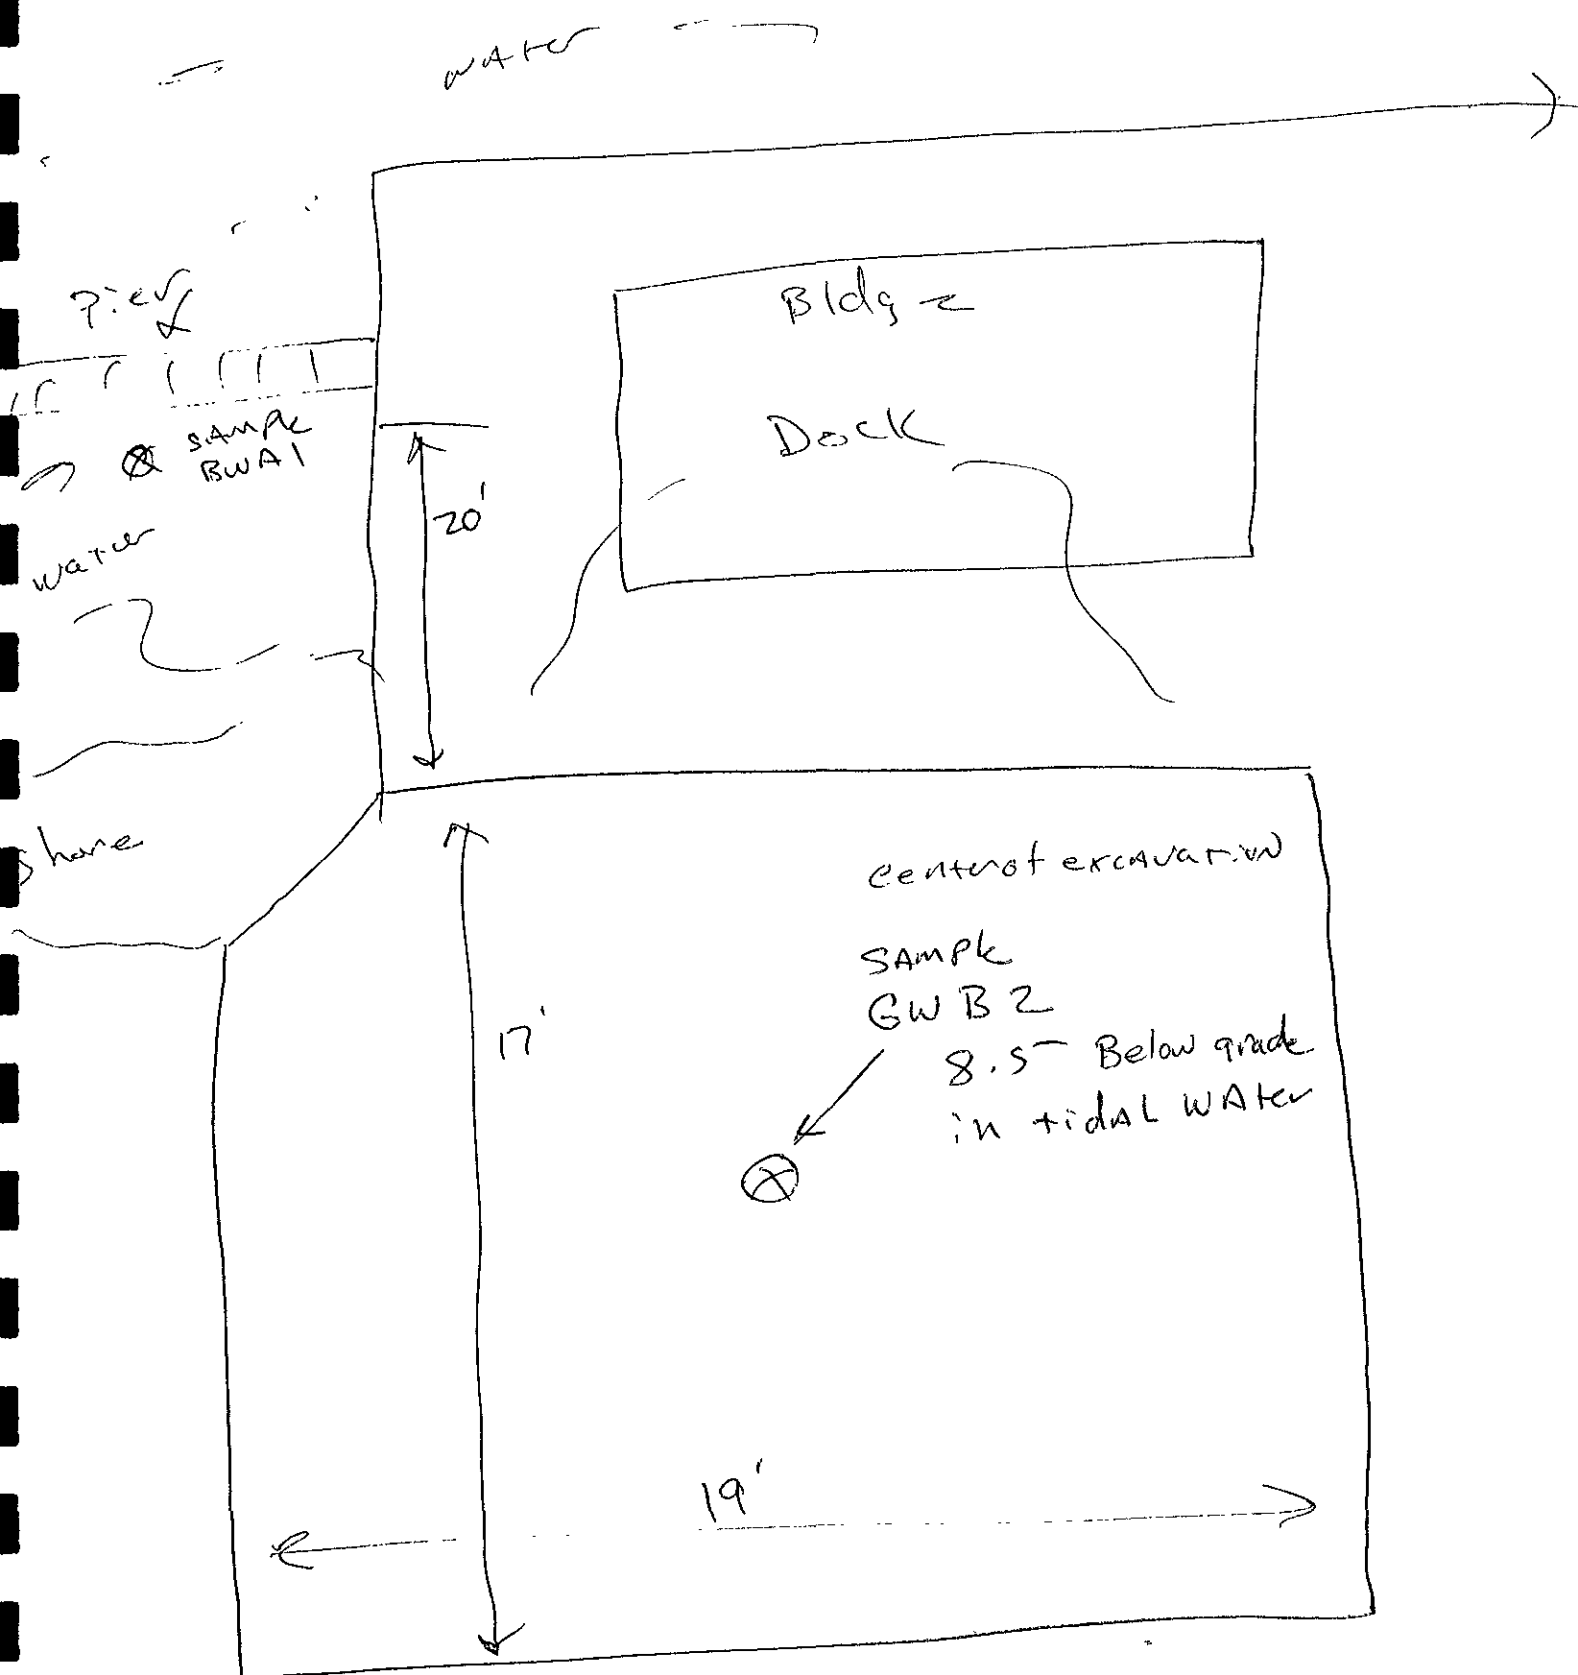 water
Pier
Bldg 2
Dock
SAMPLE
BWA1
20'
water
shore
center of excavation
SAMPLE
GWB2
8.5 Below grade
in tidAL WAter
17'
19'